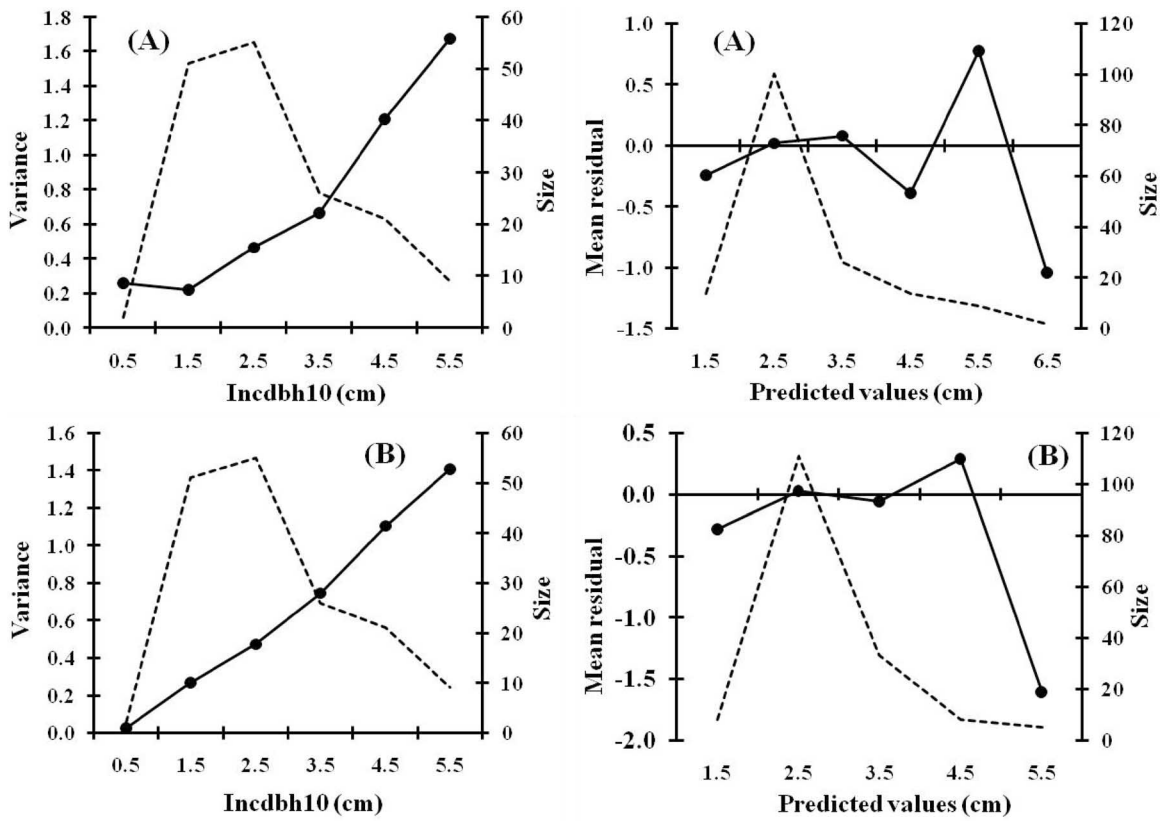 (A)
Variance
1.8
1.6
1.4
1.2
1.0
0.8
0.6
0.4
0.2
0.0
60
50
40
30
20
10
0
Size
0.5 1.5 2.5 3.5 4.5 5.5
Incdbh10 (cm)
(A)
Mean residual
1.0
0.5
0.0
-0.5
-1.0
-1.5
120
100
80
60
40
20
0
Size
1.5 2.5 3.5 4.5 5.5 6.5
Predicted values (cm)
(B)
Variance
1.6
1.4
1.2
1.0
0.8
0.6
0.4
0.2
0.0
60
50
40
30
20
10
0
Size
0.5 1.5 2.5 3.5 4.5 5.5
Incdbh10 (cm)
(B)
Mean residual
0.5
0.0
-0.5
-1.0
-1.5
-2.0
120
100
80
60
40
20
0
Size
1.5 2.5 3.5 4.5 5.5
Predicted values (cm)